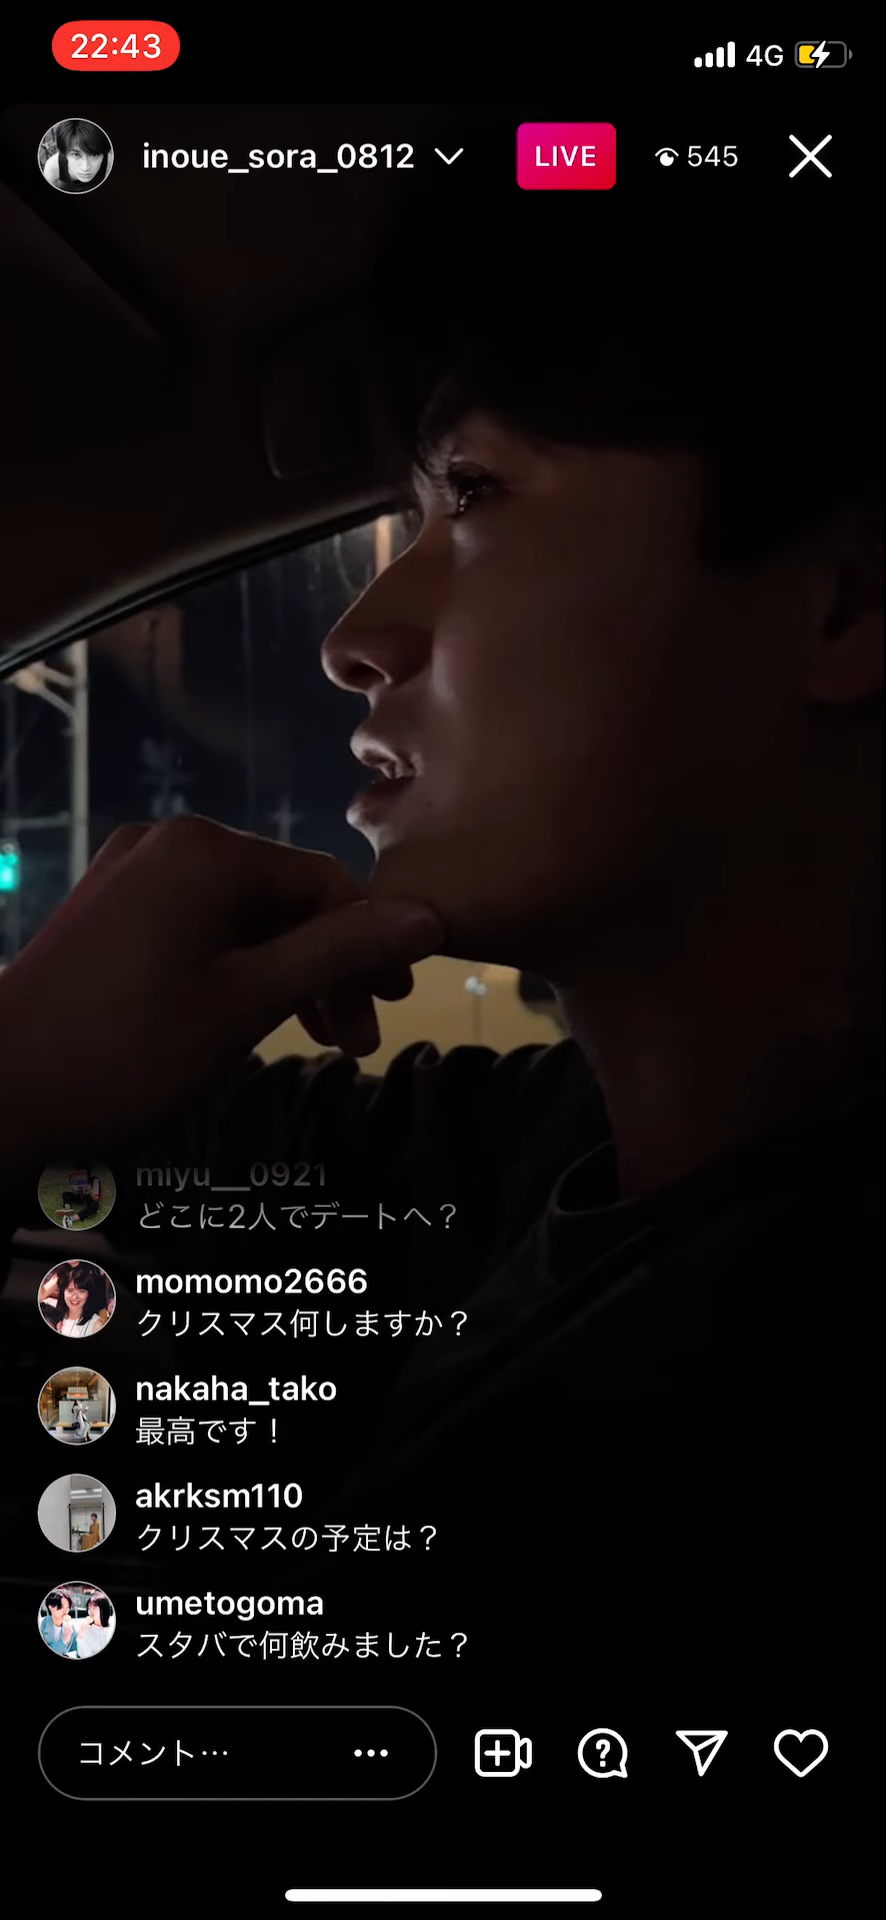 22:43
4G
inoue_sora_0812
LIVE
545
miyu__0921
どこに2人でデートへ？
momomo2666
クリスマス何しますか？
nakaha_tako
最高です！
akrksm110
クリスマスの予定は？
umetogoma
スタバで何飲みました？
コメント…